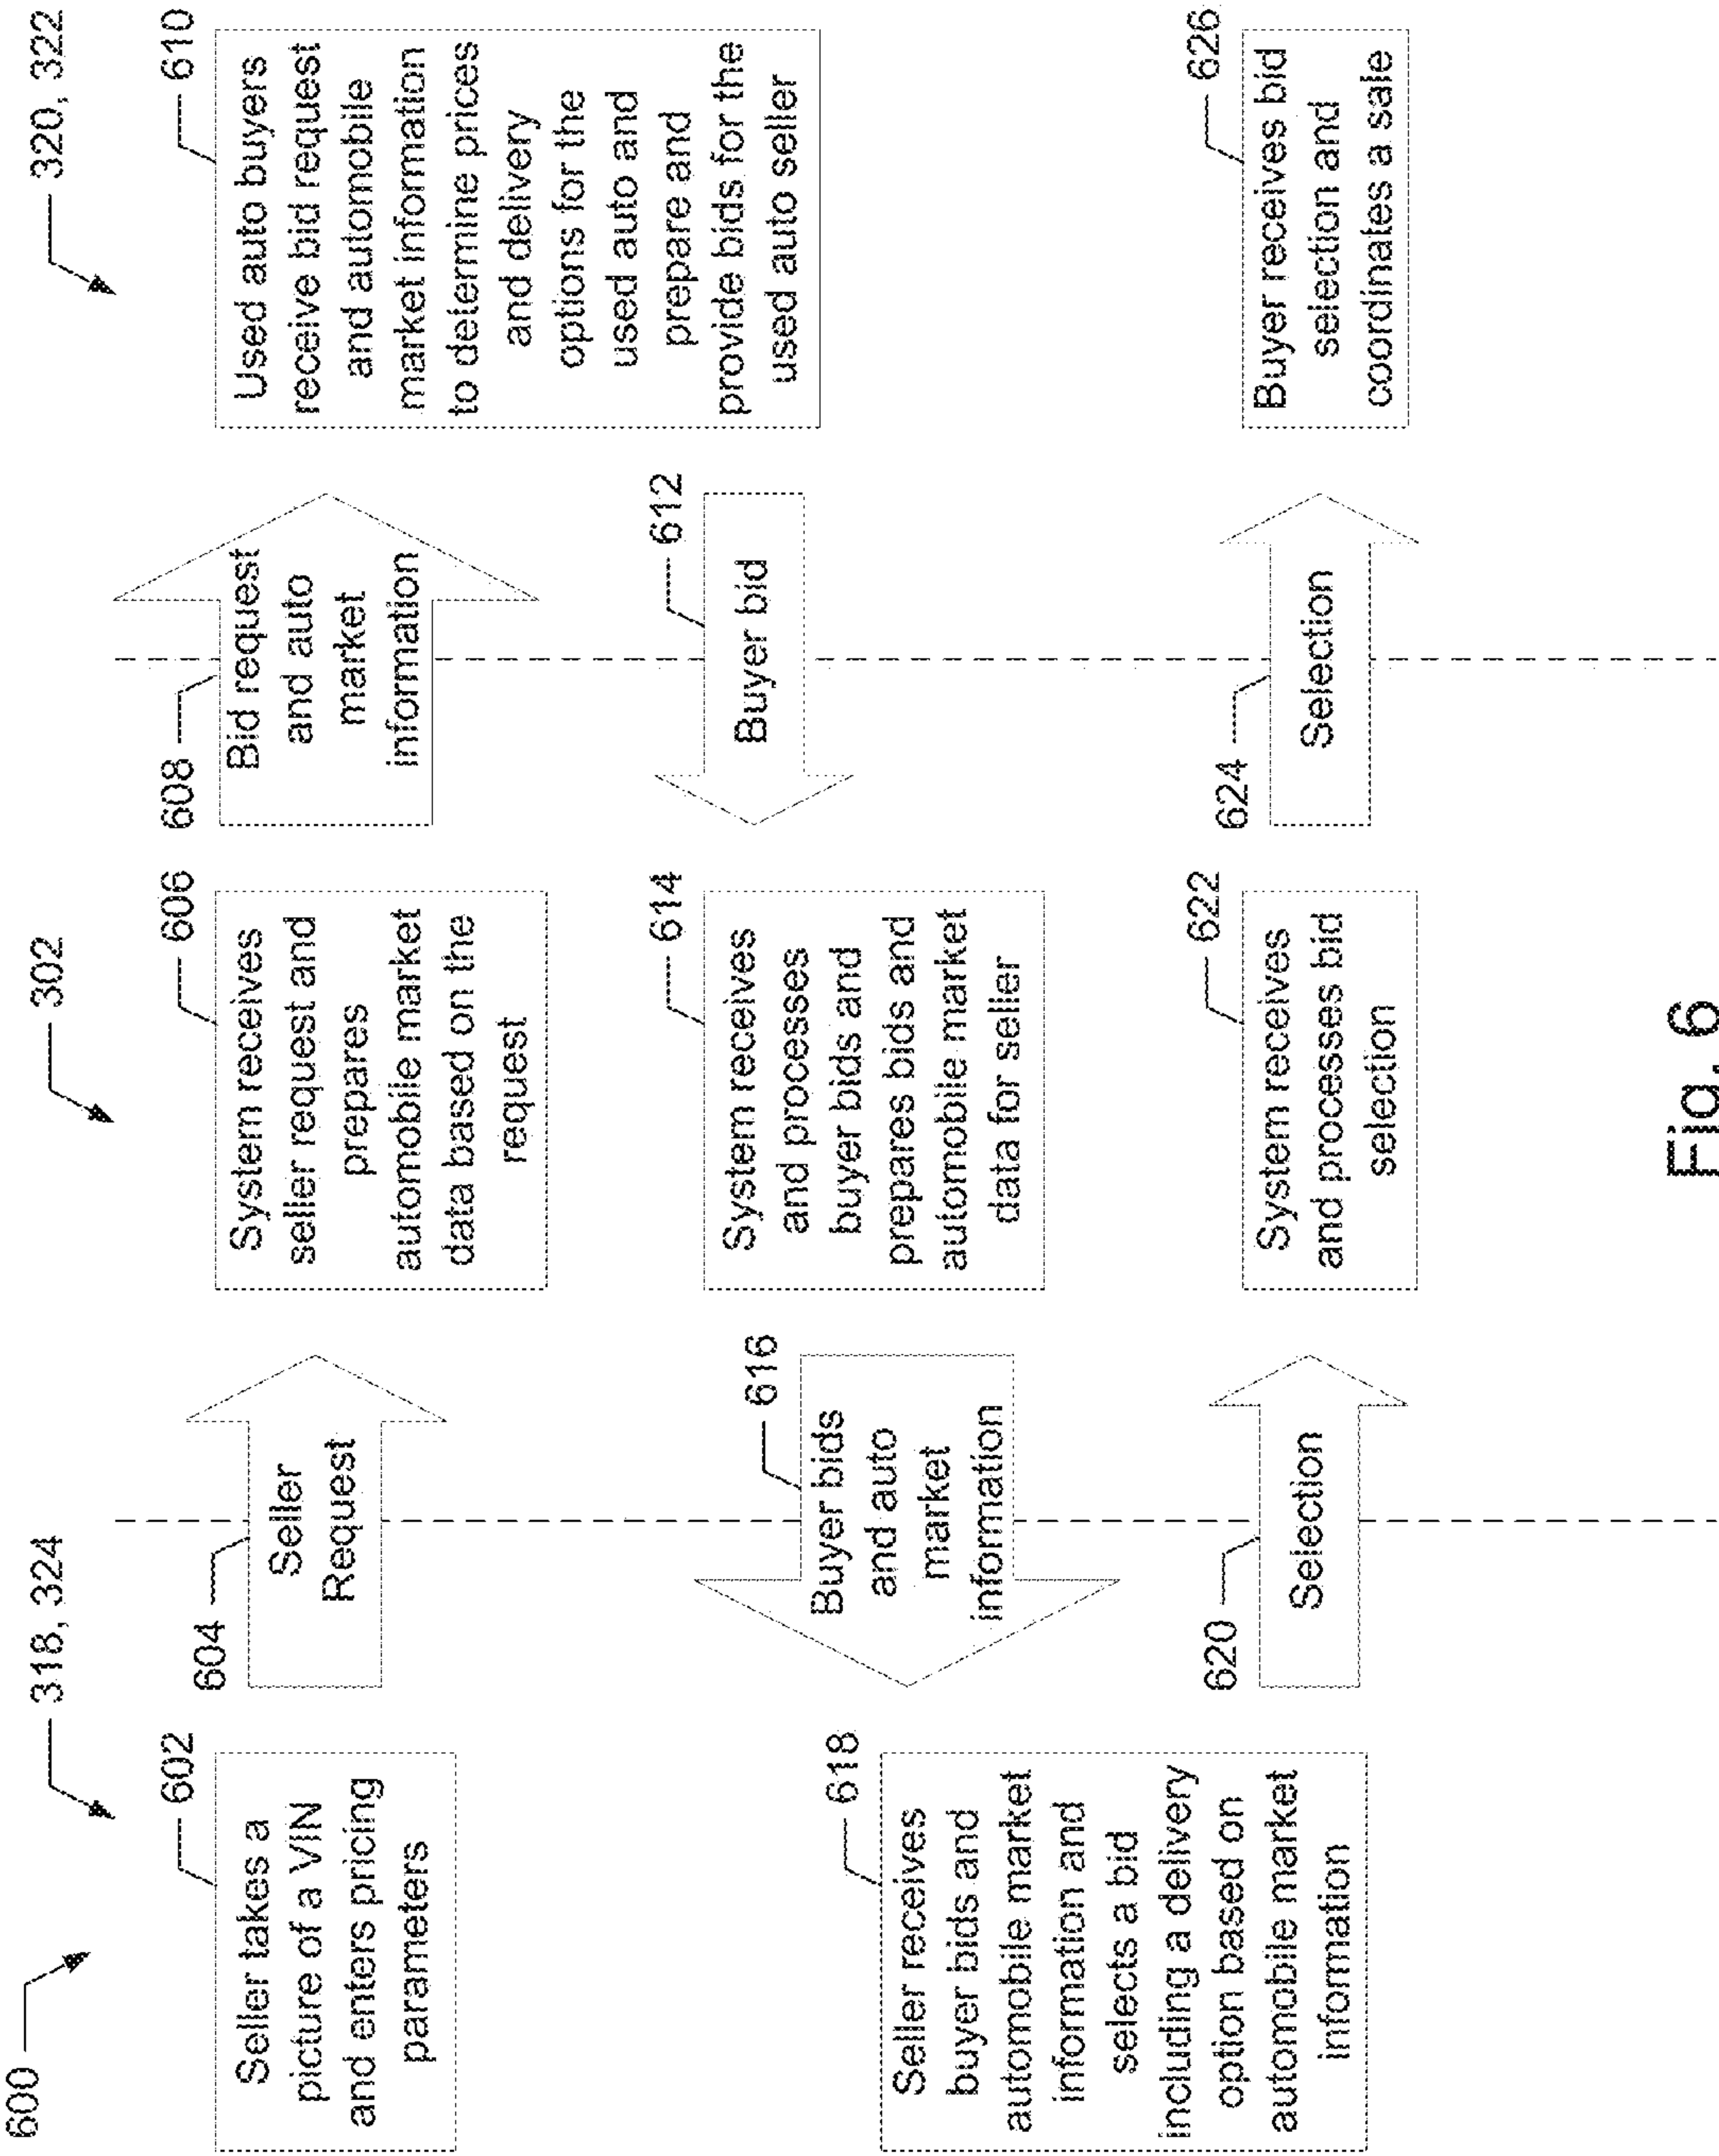 600
318, 324
302
320, 322
602
Seller takes a
picture of a VIN
and enters pricing
parameters
604
Seller
Request
606
System receives
seller request and
prepares
automobile market
data based on the
request
608
Bid request
and auto
market
information
610
Used auto buyers
receive bid request
and automobile
market information
to determine prices
and delivery
options for the
used auto and
prepare and
provide bids for the
used auto seller
612
Buyer bid
614
System receives
and processes
buyer bids and
prepares bids and
automobile market
data for seller
616
Buyer bids
and auto
market
information
618
Seller receives
buyer bids and
automobile market
information and
selects a bid
including a delivery
option based on
automobile market
information
620
Selection
622
System receives
and processes bid
selection
624
Selection
626
Buyer receives bid
selection and
coordinates a sale
Fig. 6